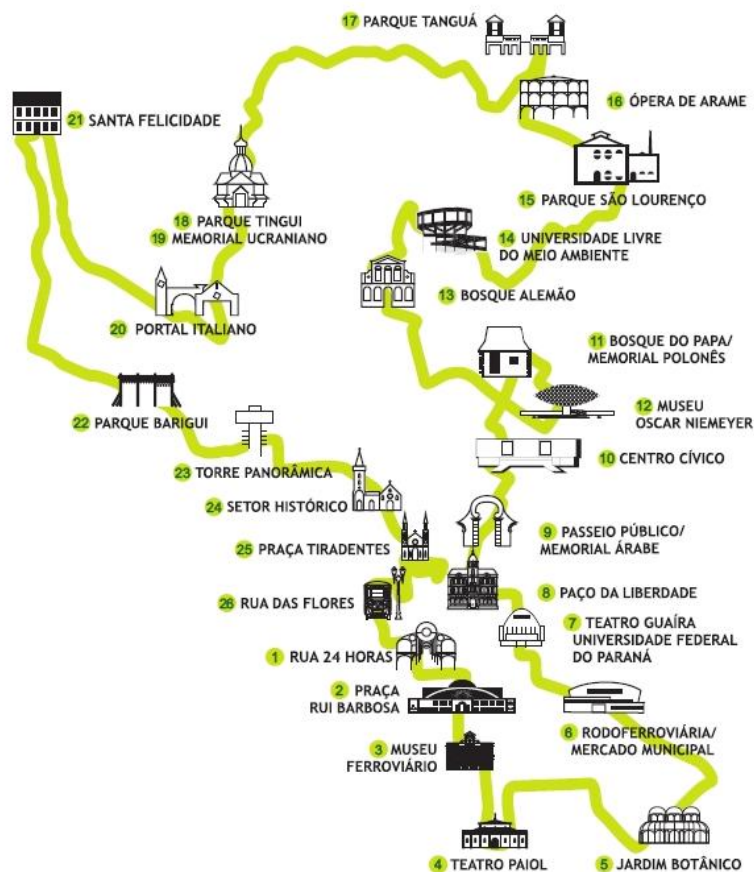 17 PARQUE TANGUÁ
16 ÓPERA DE ARAME
21 SANTA FELICIDADE
15 PARQUE SÃO LOURENÇO
18 PARQUE TINGUI
19 MEMORIAL UCRANIANO
14 UNIVERSIDADE LIVRE
DO MEIO AMBIENTE
13 BOSQUE ALEMÃO
20 PORTAL ITALIANO
11 BOSQUE DO PAPA/
MEMORIAL POLONÊS
12 MUSEU
OSCAR NIEMEYER
22 PARQUE BARIGUI
10 CENTRO CÍVICO
23 TORRE PANORÂMICA
24 SETOR HISTÓRICO
9 PASSEIO PÚBLICO/
MEMORIAL ÁRABE
25 PRAÇA TIRADENTES
8 PAÇO DA LIBERDADE
26 RUA DAS FLORES
7 TEATRO GUAÍRA
UNIVERSIDADE FEDERAL
DO PARANÁ
1 RUA 24 HORAS
2 PRAÇA
RUI BARBOSA
6 RODOFERROVIÁRIA/
MERCADO MUNICIPAL
3 MUSEU
FERROVIÁRIO
4 TEATRO PAIOL
5 JARDIM BOTÂNICO